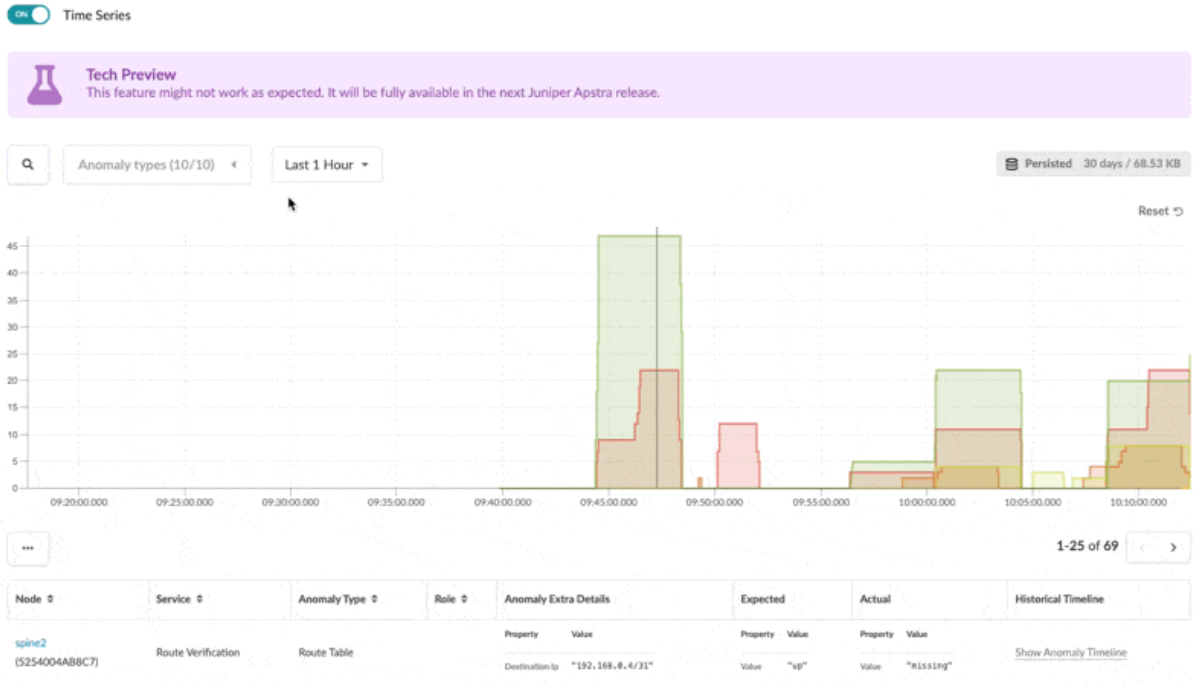 ON Time Series
Tech Preview
This feature might not work as expected. It will be fully available in the next Juniper Apstra release.
Anomaly types (10/10) Last 1 Hour Persisted 30 days / 68.53 KB
Reset
45
40
35
30
25
20
15
10
5
0
09:20:00.000 09:25:00.000 09:30:00.000 09:35:00.000 09:40:00.000 09:45:00.000 09:50:00.000 09:55:00.000 10:00:00.000 10:05:00.000 10:10:00.000
1-25 of 69
Node Service Anomaly Type Role Anomaly Extra Details Expected Actual Historical Timeline
Property Value Property Value Property Value
spine2
(5254004AB8C7) Route Verification Route Table Destination Ip "192.168.0.4/31" Value "up" Value "missing" Show Anomaly Timeline